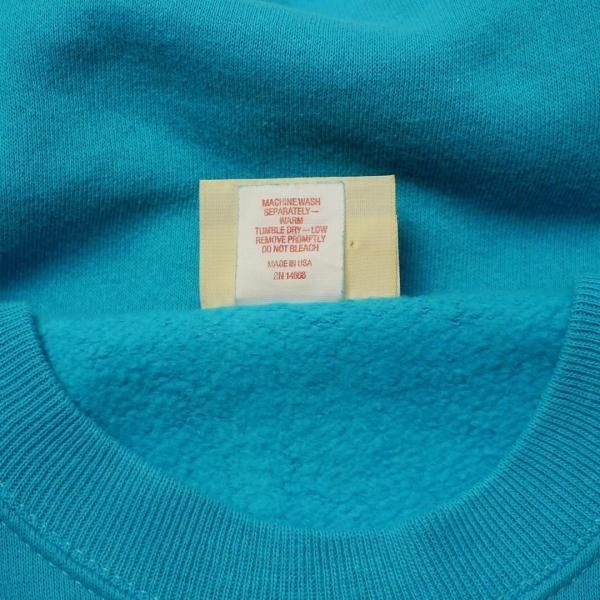 MACHINE WASH
SEPARATELY—
WARM
TUMBLE DRY—LOW
REMOVE PROMPTLY
DO NOT BLEACH
MADE IN USA
RN 14668